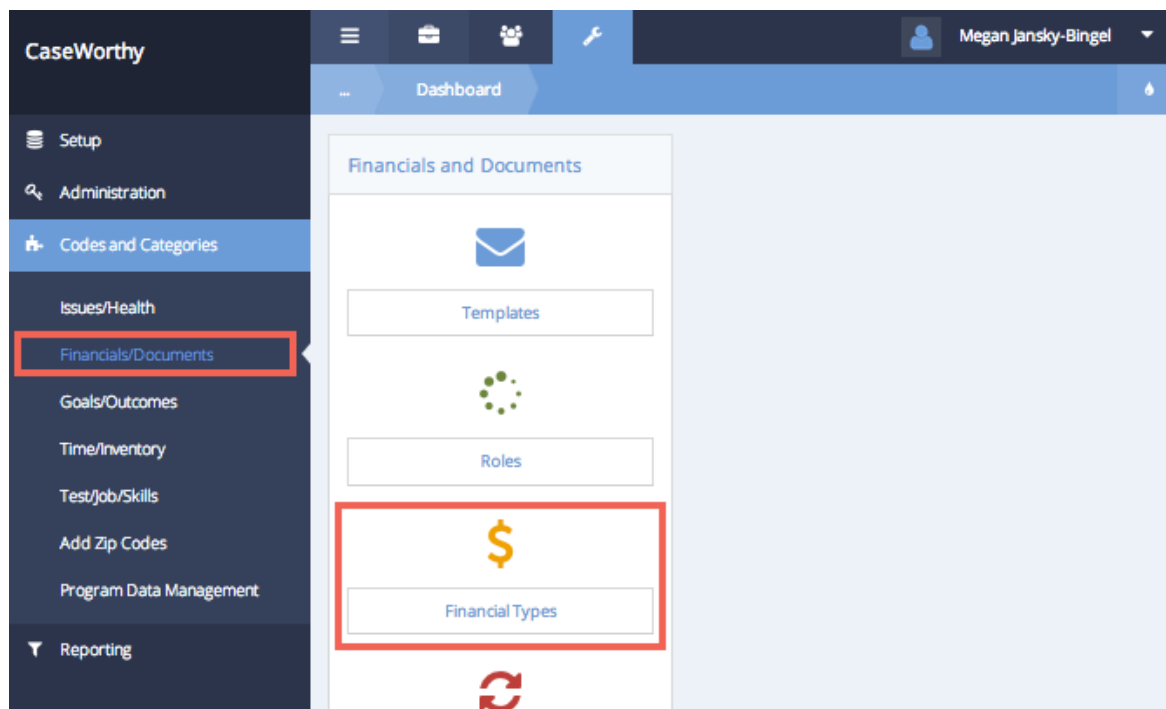 CaseWorthy
Megan Jansky-Bingel
...
Dashboard
Setup
Administration
Codes and Categories
Issues/Health
Financials/Documents
Goals/Outcomes
Time/Inventory
Test/Job/Skills
Add Zip Codes
Program Data Management
Reporting
Financials and Documents
Templates
Roles
Financial Types